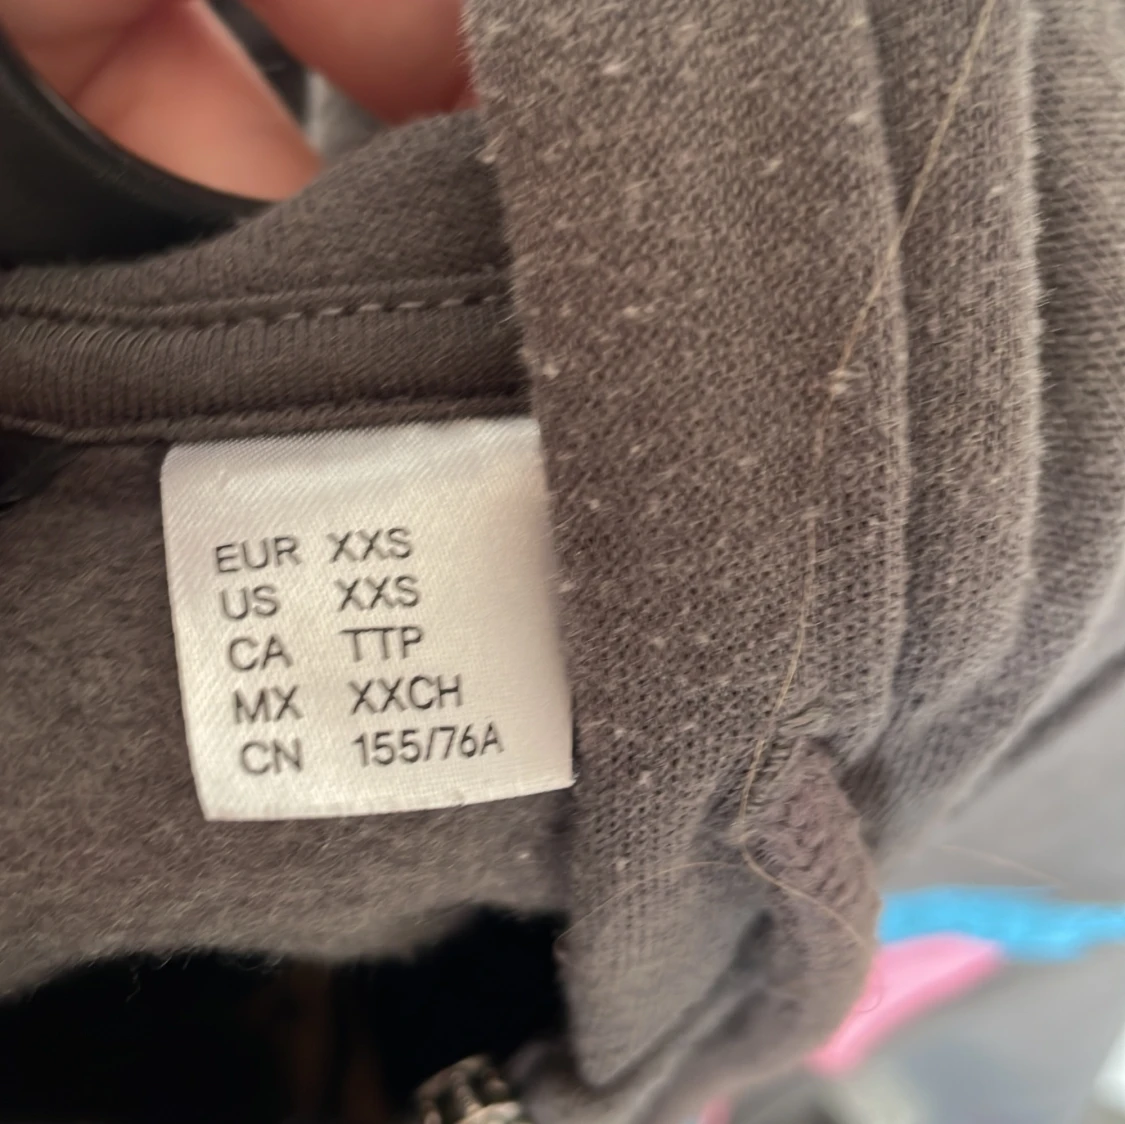 EUR XXS
US XXS
CA TTP
MX XXCH
CN 155/76A